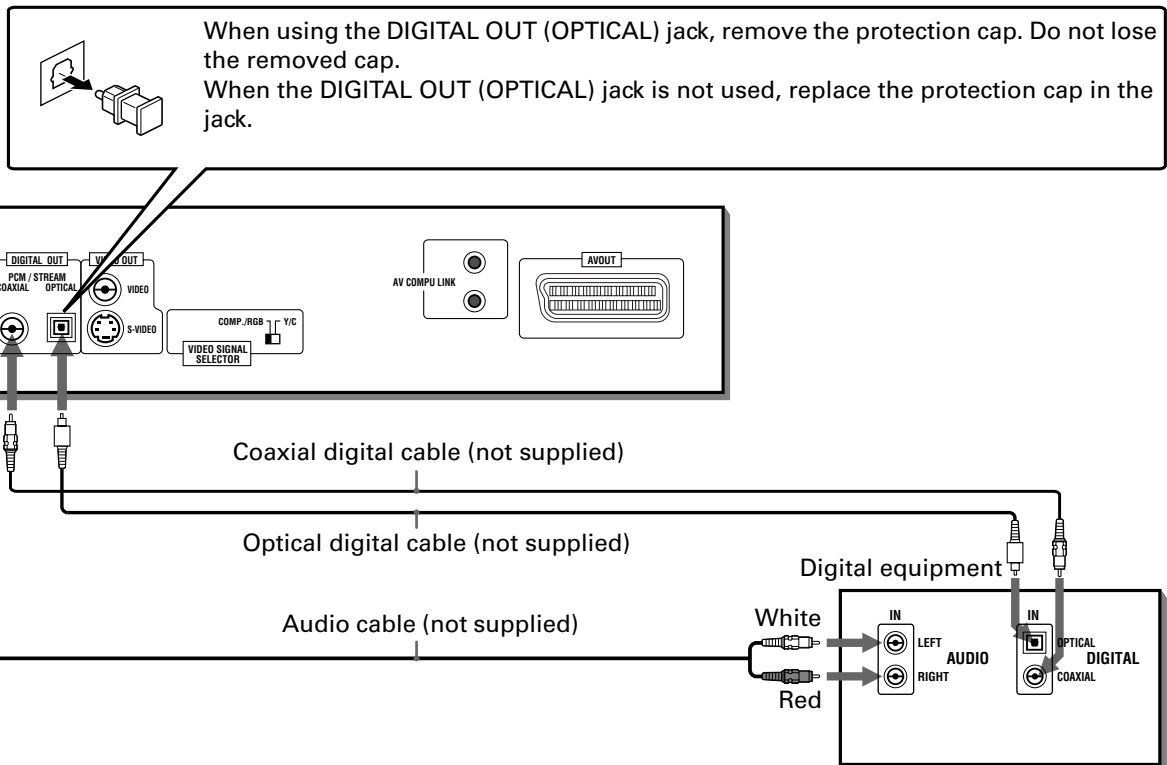 When using the DIGITAL OUT (OPTICAL) jack, remove the protection cap. Do not lose
the removed cap.
When the DIGITAL OUT (OPTICAL) jack is not used, replace the protection cap in the
jack.
DIGITAL OUT
PCM / STREAM
COAXIAL OPTICAL
VIDEO OUT
VIDEO
S-VIDEO
COMP./RGB Y/C
VIDEO SIGNAL
SELECTOR
AV COMPU LINK
AVOUT
Coaxial digital cable (not supplied)
Optical digital cable (not supplied)
Digital equipment
Audio cable (not supplied)
White
Red
IN
LEFT
RIGHT
AUDIO
IN
OPTICAL
COAXIAL
DIGITAL